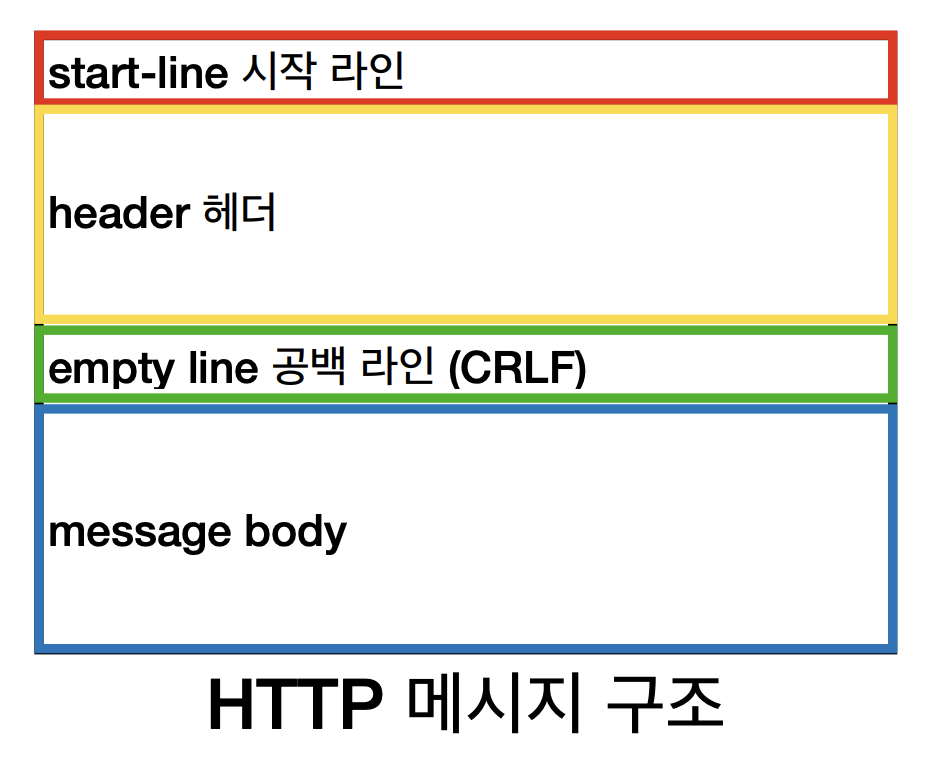 start-line 시작 라인
header 헤더
empty line 공백 라인 (CRLF)
message body
HTTP 메시지 구조